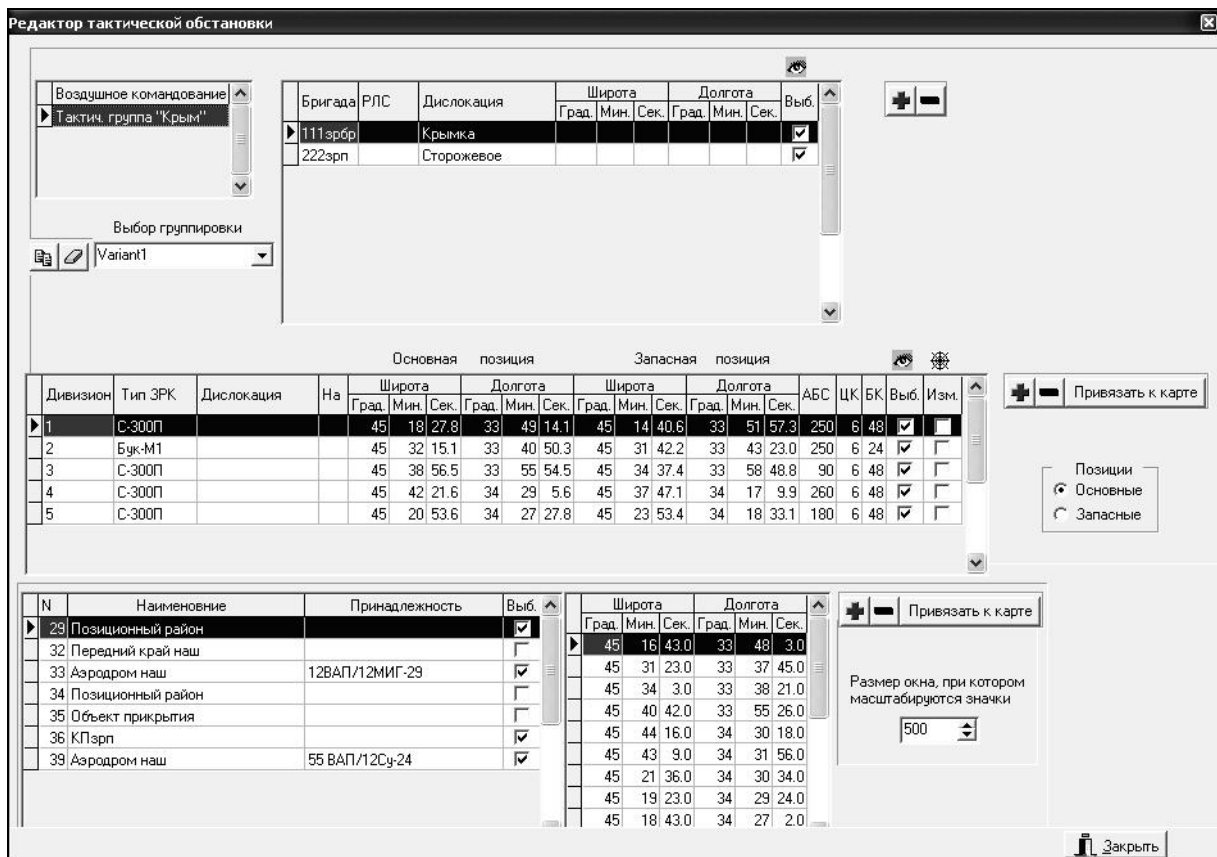 Редактор тактической обстановки
Воздушное командование
Тактич. группа "Крым"
Выбор группировки
Variant1
Бригада РЛС Дислокация Широта Долгота Выб.
Град. Мин. Сек. Град. Мин. Сек.
111зрбр Крымка
222зрп Сторожевое
Основная позиция Запасная позиция
Дивизион Тип ЗРК Дислокация На Широта Долгота Широта Долгота АБС ЦК БК Выб. Изм.
Град. Мин. Сек. Град. Мин. Сек. Град. Мин. Сек. Град. Мин. Сек.
1 С-300П 45 18 27.8 33 49 14.1 45 14 40.6 33 51 57.3 250 6 48
2 Бук-М1 45 32 15.1 33 40 50.3 45 31 42.2 33 43 23.0 250 6 24
3 С-300П 45 38 56.5 33 55 54.5 45 34 37.4 33 58 48.8 90 6 48
4 С-300П 45 42 21.6 34 29 5.6 45 37 47.1 34 17 9.9 260 6 48
5 С-300П 45 20 53.6 34 27 27.8 45 23 53.4 34 18 33.1 180 6 48
Привязать к карте
Позиции
Основные
Запасные
N Наименовние Принадлежность Выб.
29 Позиционный район
32 Передний край наш
33 Аэродром наш 12ВАП/12МИГ-29
34 Позиционный район
35 Объект прикрытия
36 КПзрп
39 Аэродром наш 55 ВАП/12Су-24
Широта Долгота
Град. Мин. Сек. Град. Мин. Сек.
45 16 43.0 33 48 3.0
45 31 23.0 33 37 45.0
45 34 3.0 33 38 21.0
45 40 42.0 33 55 26.0
45 44 16.0 34 30 18.0
45 43 9.0 34 31 56.0
45 21 36.0 34 30 34.0
45 19 23.0 34 29 24.0
45 18 43.0 34 27 2.0
Привязать к карте
Размер окна, при котором
масштабируются значки
500
Закрыть